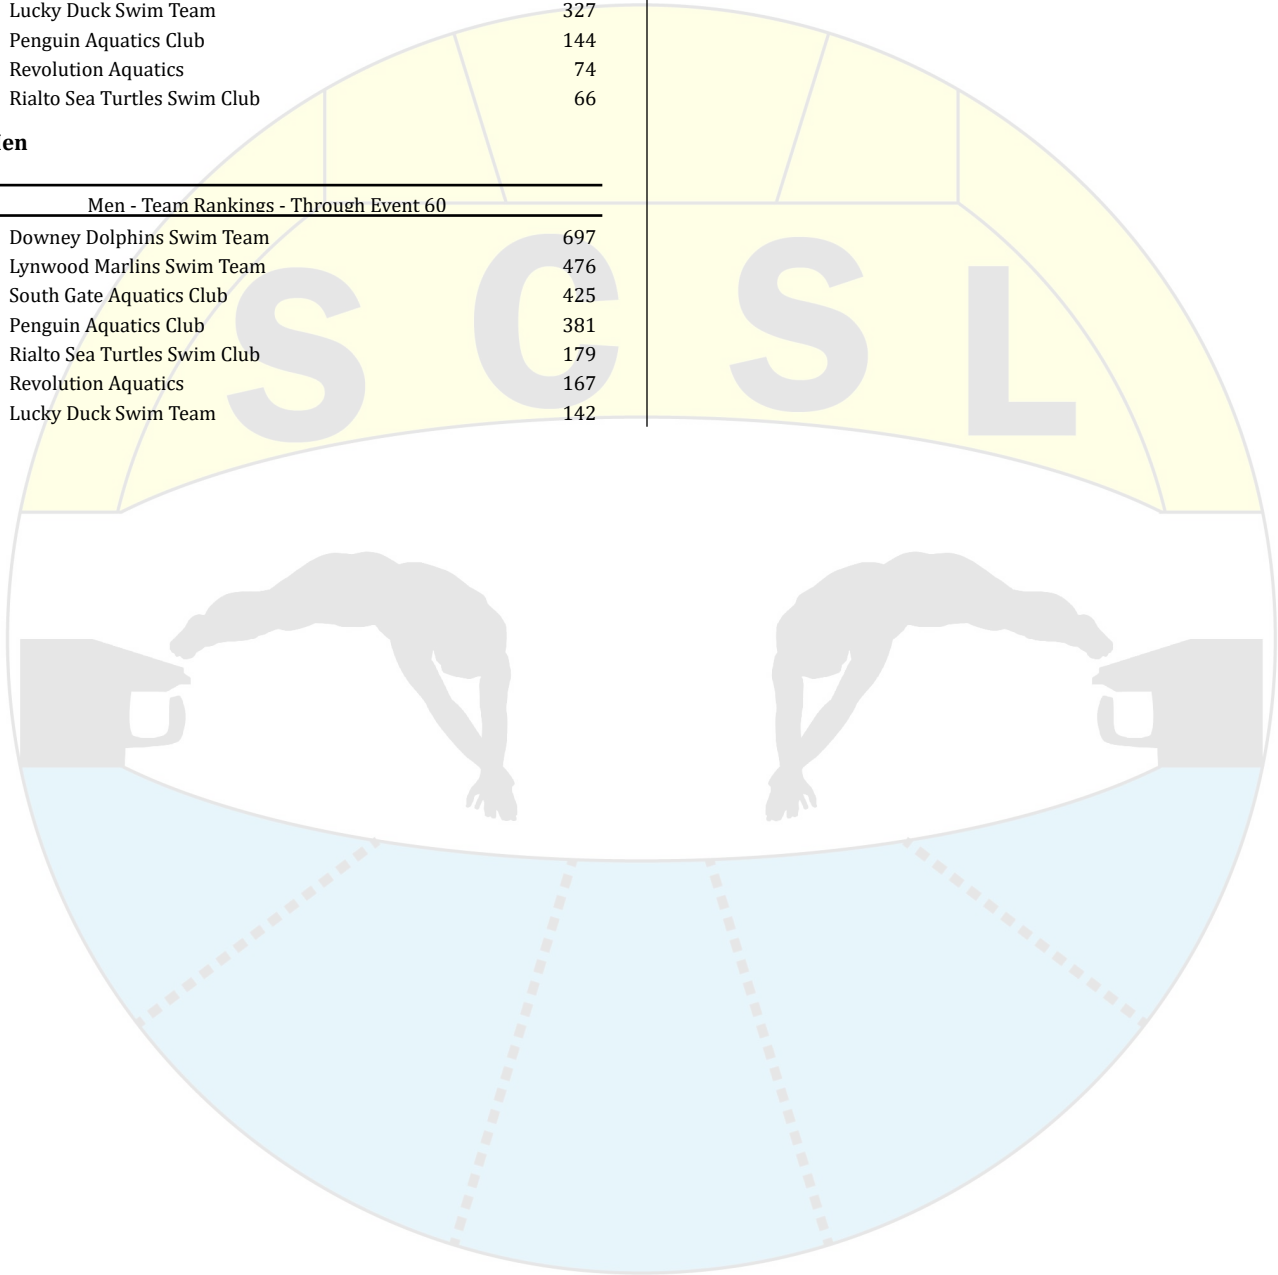 Lucky Duck Swim Team 327
Penguin Aquatics Club 144
Revolution Aquatics 74
Rialto Sea Turtles Swim Club 66
Men - Team Rankings - Through Event 60
Downey Dolphins Swim Team 697
Lynwood Marlins Swim Team 476
South Gate Aquatics Club 425
Penguin Aquatics Club 381
Rialto Sea Turtles Swim Club 179
Revolution Aquatics 167
Lucky Duck Swim Team 142
S C S L